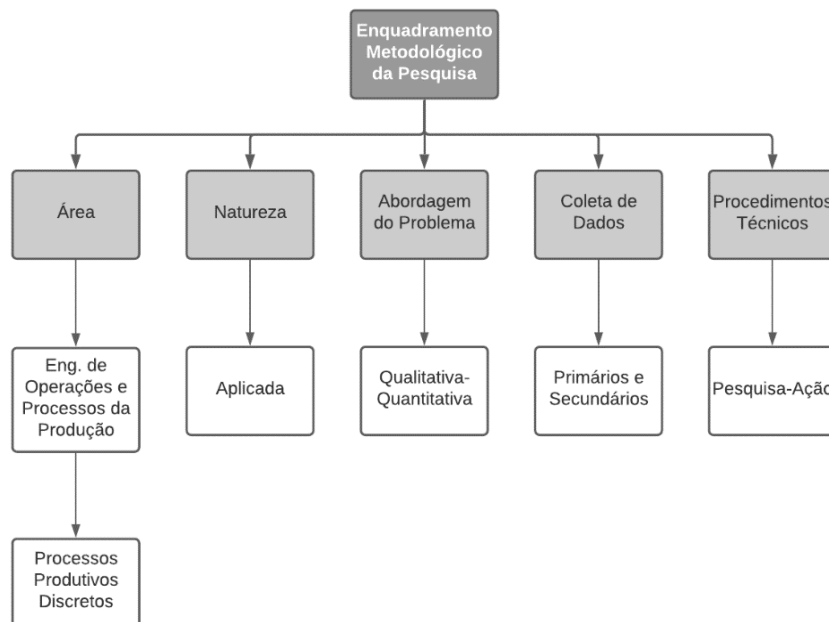 Enquadramento
Metodológico
da Pesquisa
Área
Natureza
Abordagem
do Problema
Coleta de
Dados
Procedimentos
Técnicos
Eng. de
Operações e
Processos da
Produção
Aplicada
Qualitativa-
Quantitativa
Primários e
Secundários
Pesquisa-Ação
Processos
Produtivos
Discretos